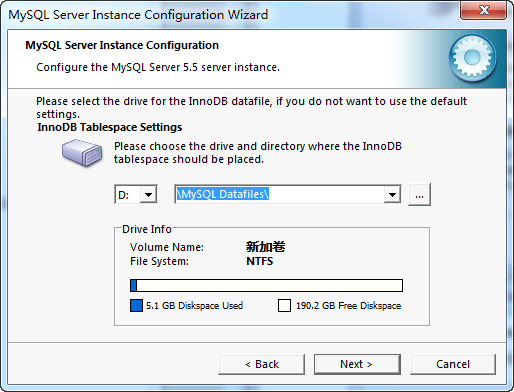 MySQL Server Instance Configuration Wizard
MySQL Server Instance Configuration
Configure the MySQL Server 5.5 server instance.
Please select the drive for the InnoDB datafile, if you do not want to use the default
settings.
InnoDB Tablespace Settings
Please choose the drive and directory where the InnoDB
tablespace should be placed.
D: \MySQL Datafiles\ ...
Drive Info
Volume Name: 新加卷
File System: NTFS
5.1 GB Diskspace Used 190.2 GB Free Diskspace
< Back Next > Cancel